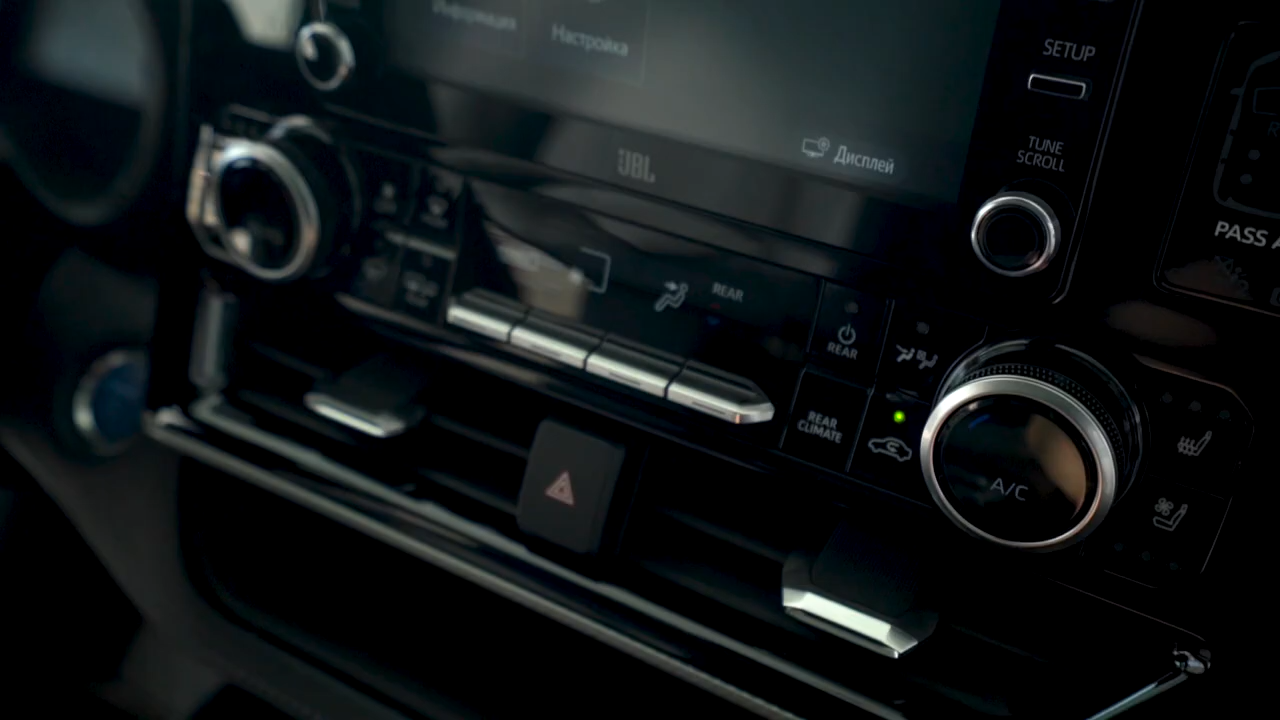 Информация
Настройка
SETUP
TUNE
SCROLL
Дисплей
JBL
PASS
REAR
REAR
REAR
CLIMATE
A/C